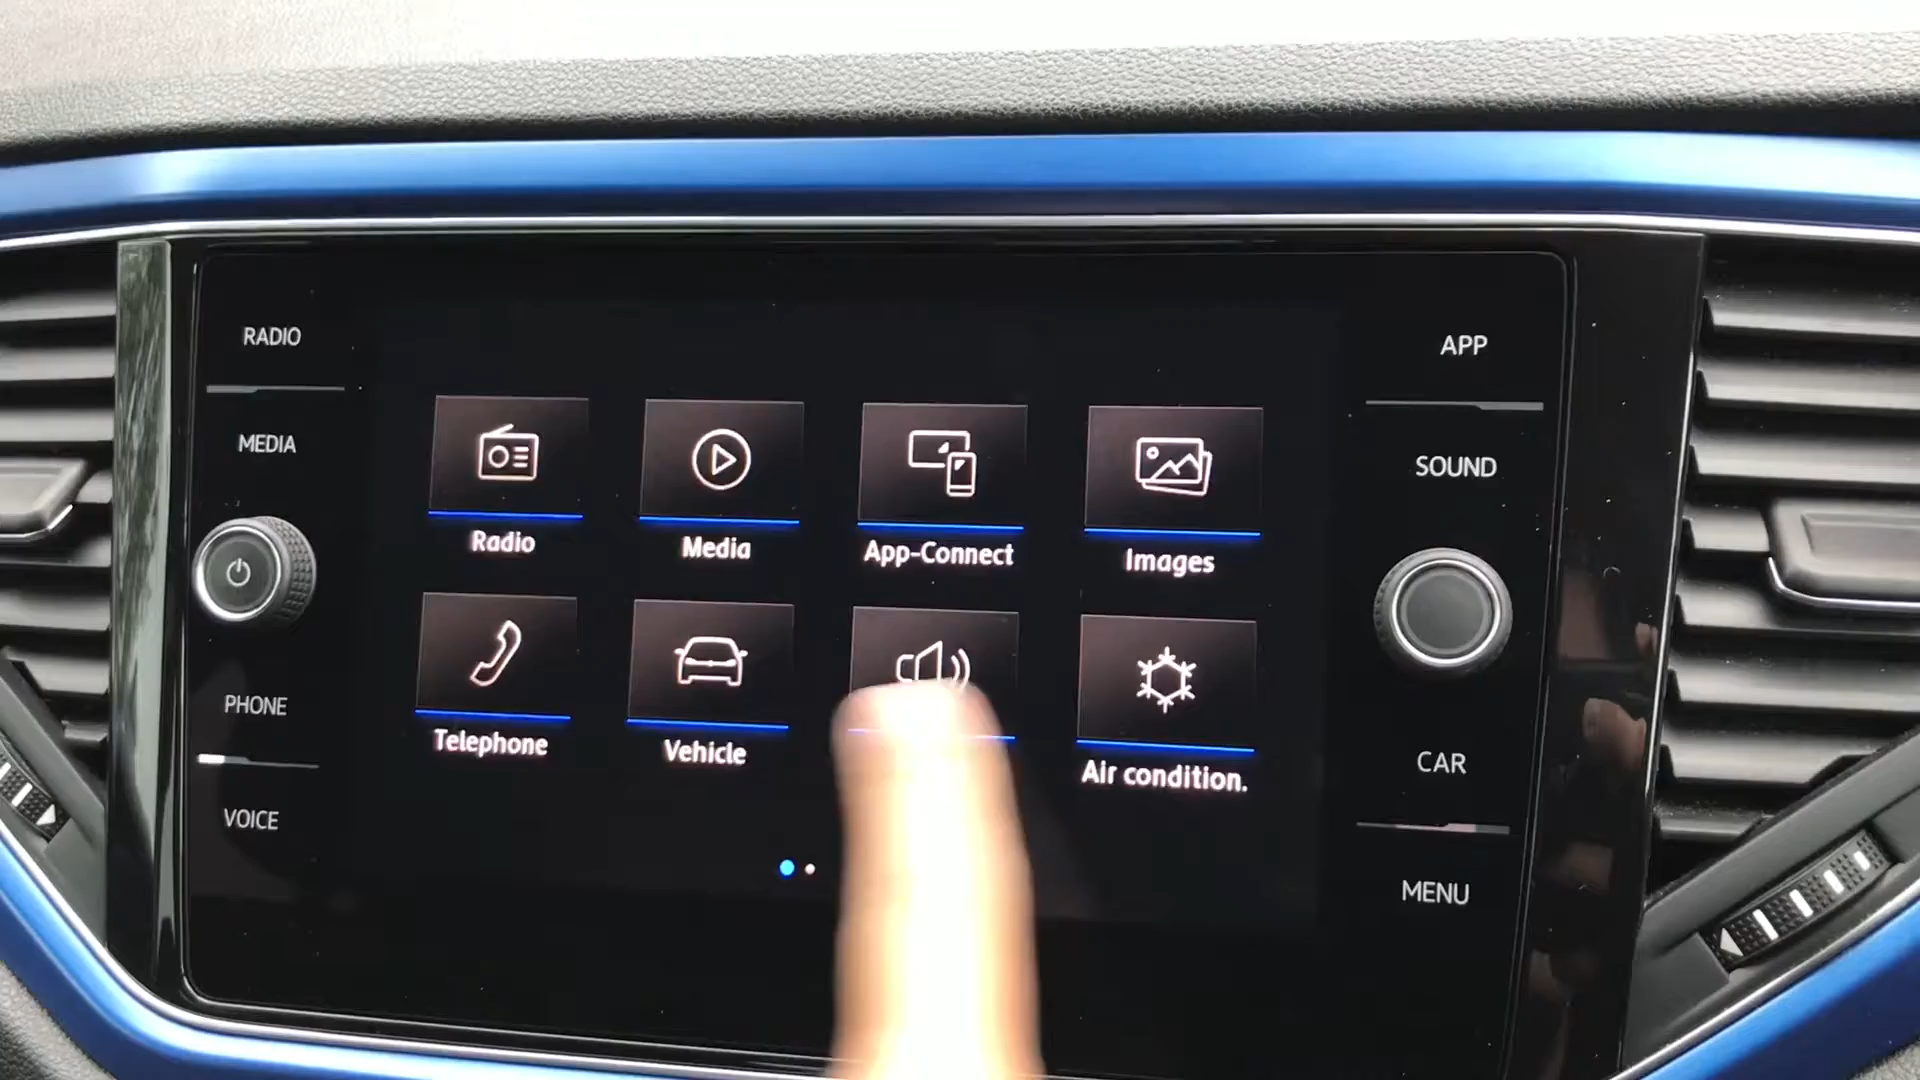 RADIO
MEDIA
PHONE
VOICE
Radio
Media
App-Connect
Images
Telephone
Vehicle
Air condition.
APP
SOUND
CAR
MENU